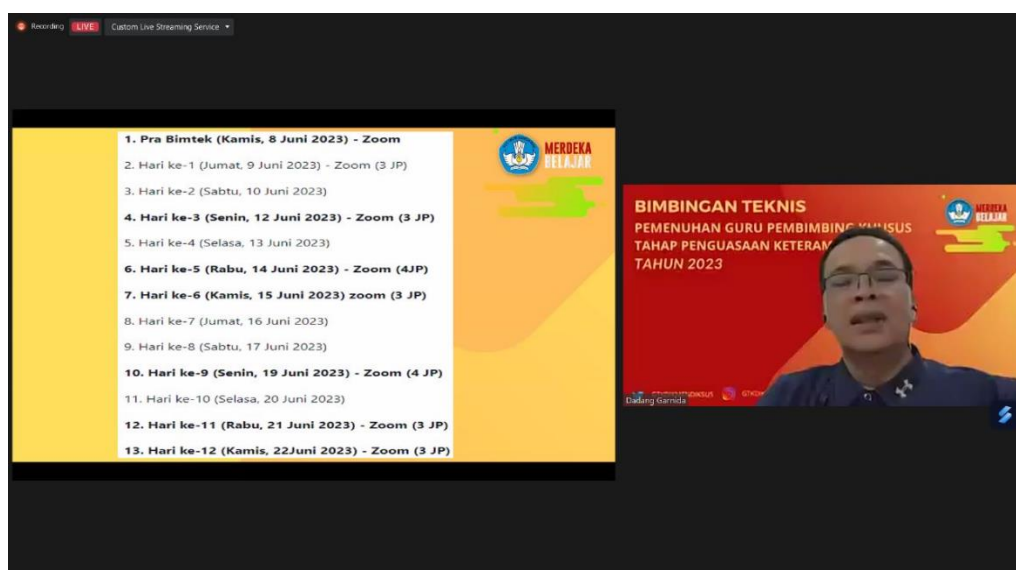 Recording LIVE Custom Live Streaming Service
1. Pra Bimtek (Kamis, 8 Juni 2023) - Zoom
2. Hari ke-1 (Jumat, 9 Juni 2023) - Zoom (3 JP)
3. Hari ke-2 (Sabtu, 10 Juni 2023)
4. Hari ke-3 (Senin, 12 Juni 2023) - Zoom (3 JP)
5. Hari ke-4 (Selasa, 13 Juni 2023)
6. Hari ke-5 (Rabu, 14 Juni 2023) - Zoom (4JP)
7. Hari ke-6 (Kamis, 15 Juni 2023) zoom (3 JP)
8. Hari ke-7 (Jumat, 16 Juni 2023)
9. Hari ke-8 (Sabtu, 17 Juni 2023)
10. Hari ke-9 (Senin, 19 Juni 2023) - Zoom (4 JP)
11. Hari ke-10 (Selasa, 20 Juni 2023)
12. Hari ke-11 (Rabu, 21 Juni 2023) - Zoom (3 JP)
13. Hari ke-12 (Kamis, 22Juni 2023) - Zoom (3 JP)
MERDEKA
BELAJAR
BIMBINGAN TEKNIS
PEMENUHAN GURU PEMBIMBING KHUSUS
TAHAP PENGUASAAN KETERAM
TAHUN 2023
MERDEKA
BELAJAR
Dadang Garnida